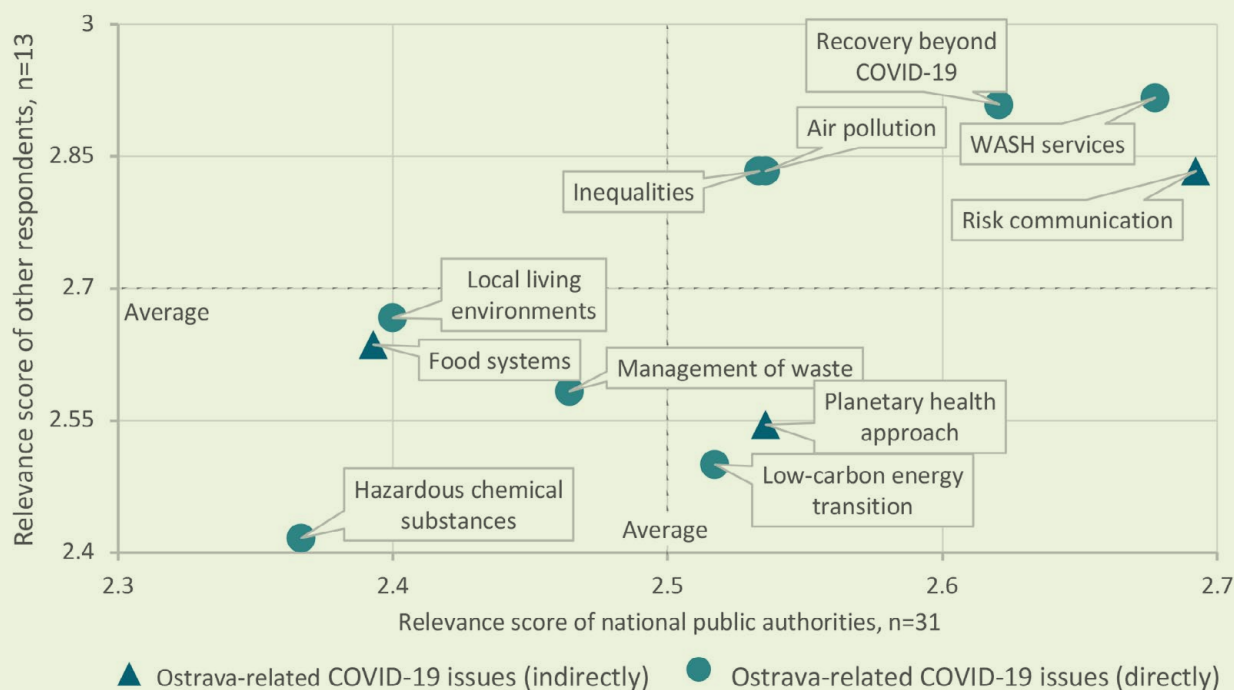 Relevance score of other respondents, n=13
3
2.85
2.7
2.55
2.4
Recovery beyond
COVID-19
Air pollution
WASH services
Inequalities
Risk communication
Local living
environments
Average
Food systems
Management of waste
Planetary health
approach
Low-carbon energy
transition
Hazardous chemical
substances
Average
2.3
2.4
2.5
2.6
2.7
Relevance score of national public authorities, n=31
Ostrava-related COVID-19 issues (indirectly)
Ostrava-related COVID-19 issues (directly)